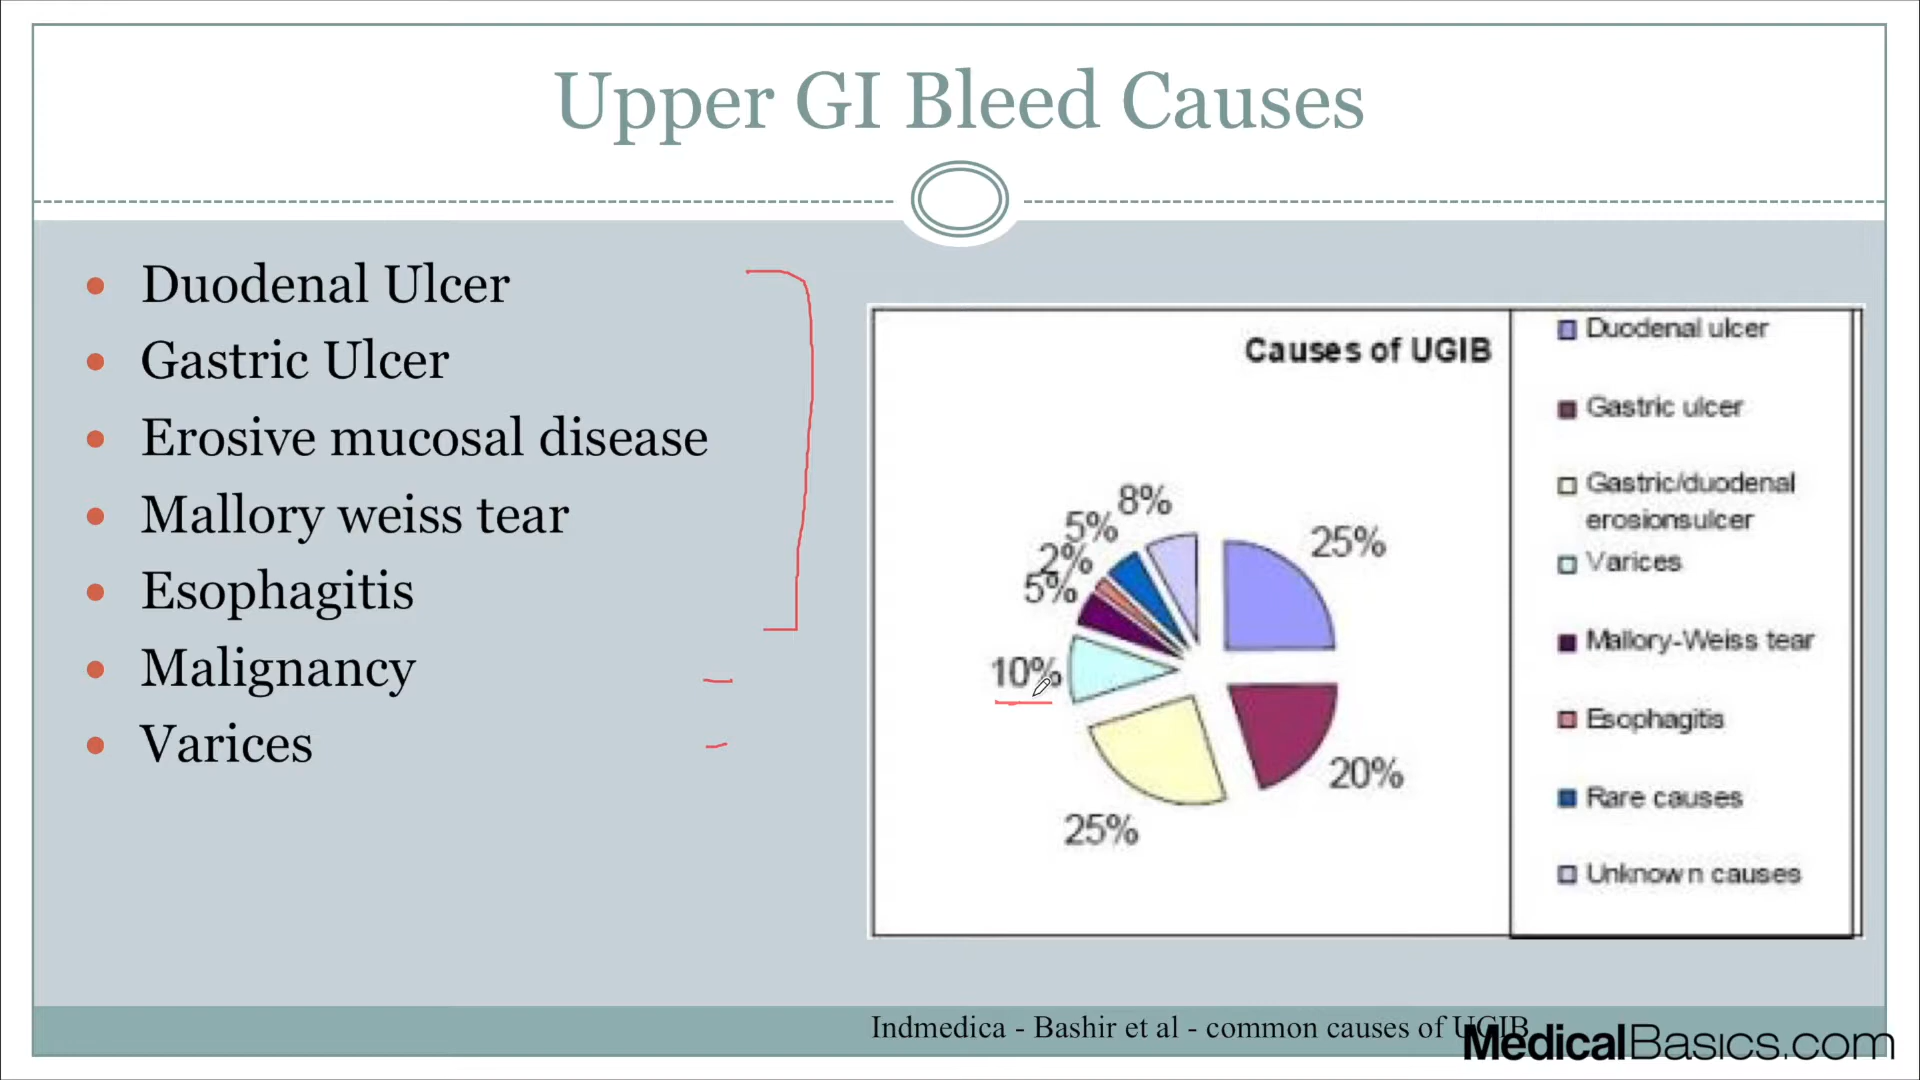 Upper GI Bleed Causes
Duodenal Ulcer
Gastric Ulcer
Erosive mucosal disease
Mallory weiss tear
Esophagitis
Malignancy
Varices
Causes of UGIB
8%
5%
2%
5%
10%
25%
20%
25%
Duodenal ulcer
Gastric ulcer
Gastric/duodenal
erosionsulcer
Varices
Mallory-Weiss tear
Esophagitis
Rare causes
Unknown causes
Indmedica - Bashir et al - common causes of UGIB
MedicalBasics.com